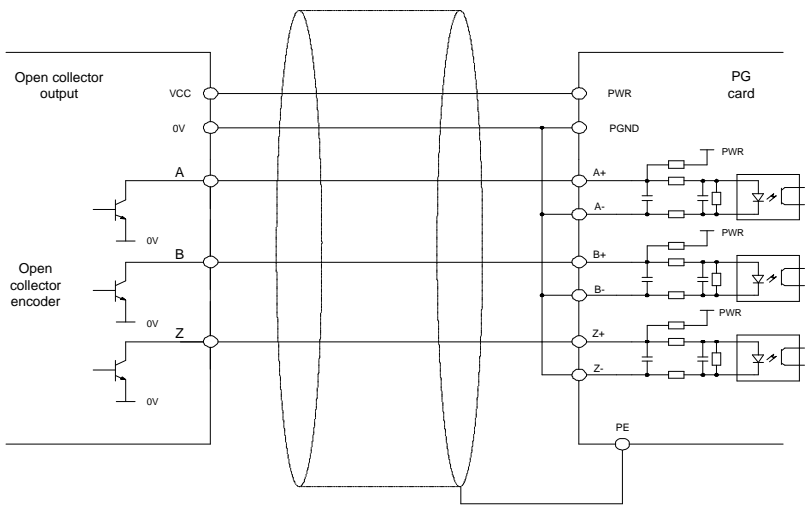 Open collector
output
PG
card
VCC
PWR
0V
PGND
PWR
A
A+
A-
0V
PWR
B
B+
Open
collector
encoder
B-
0V
PWR
Z
Z+
Z-
0V
PE